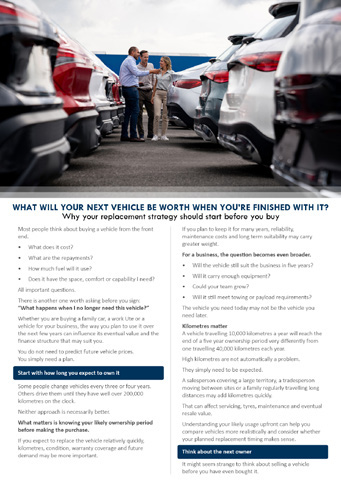 WHAT WILL YOUR NEXT VEHICLE BE WORTH WHEN YOU'RE FINISHED WITH IT?
Why your replacement strategy should start before you buy
Most people think about buying a vehicle from the front
end.
• What does it cost?
• What are the repayments?
• How much fuel will it use?
• Does it have the space, comfort or capability I need?
All important questions.
There is another one worth asking before you sign:
"What happens when I no longer need this vehicle?"
Whether you are buying a family car, a work Ute or a
vehicle for your business, the way you plan to use it over
the next few years can influence its eventual value and the
finance structure that may suit you.
You do not need to predict future vehicle prices.
You simply need a plan.
Start with how long you expect to own it
Some people change vehicles every three or four years.
Others drive them until they have well over 200,000
kilometres on the clock.
Neither approach is necessarily better.
What matters is knowing your likely ownership period
before making the purchase.
If you expect to replace the vehicle relatively quickly,
kilometres, condition, warranty coverage and future
demand may be more important.
If you plan to keep it for many years, reliability,
maintenance costs and long term suitability may carry
greater weight.
For a business, the question becomes even broader.
• Will the vehicle still suit the business in five years?
• Will it carry enough equipment?
• Could your team grow?
• Will it still meet towing or payload requirements?
The vehicle you need today may not be the vehicle you
need later.
Kilometres matter
A vehicle travelling 10,000 kilometres a year will reach the
end of a five year ownership period very differently from
one travelling 40,000 kilometres each year.
High kilometres are not automatically a problem.
They simply need to be expected.
A salesperson covering a large territory, a tradesperson
moving between sites or a family regularly travelling long
distances may add kilometres quickly.
That can affect servicing, tyres, maintenance and eventual
resale value.
Understanding your likely usage upfront can help you
compare vehicles more realistically and consider whether
your planned replacement timing makes sense.
Think about the next owner
It might seem strange to think about selling a vehicle
before you have even bought it.